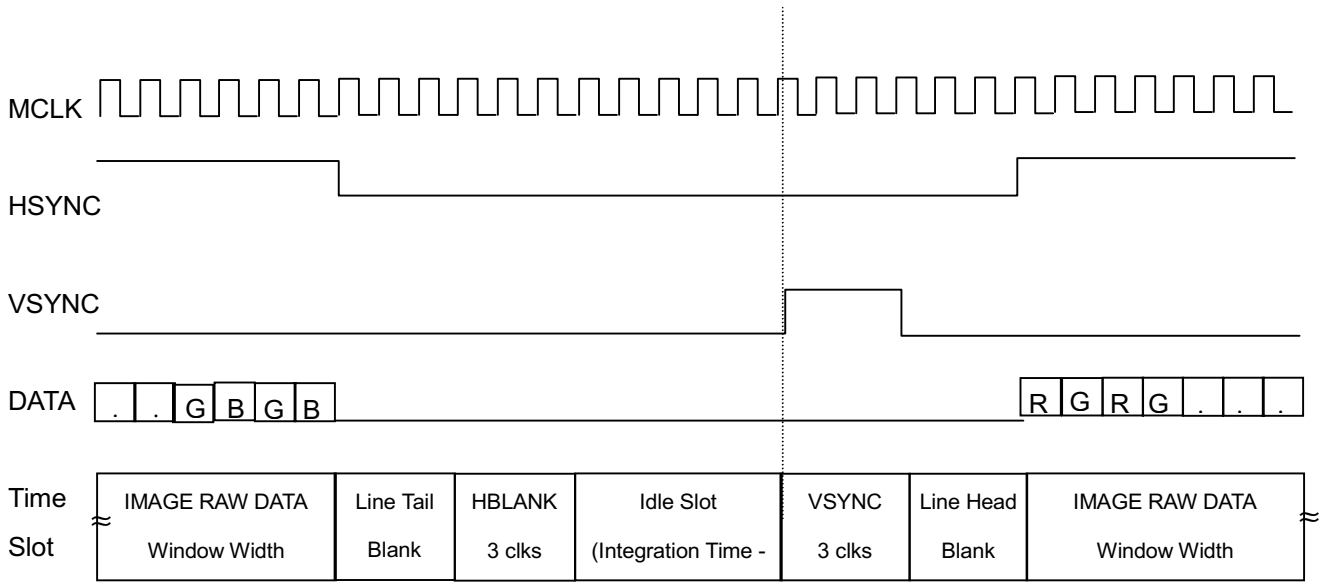 MCLK
HSYNC
VSYNC
DATA . . G B G B R G R G . . .
Time Slot
IMAGE RAW DATA Window Width
Line Tail Blank
HBLANK 3 clks
Idle Slot (Integration Time -
VSYNC 3 clks
Line Head Blank
IMAGE RAW DATA Window Width